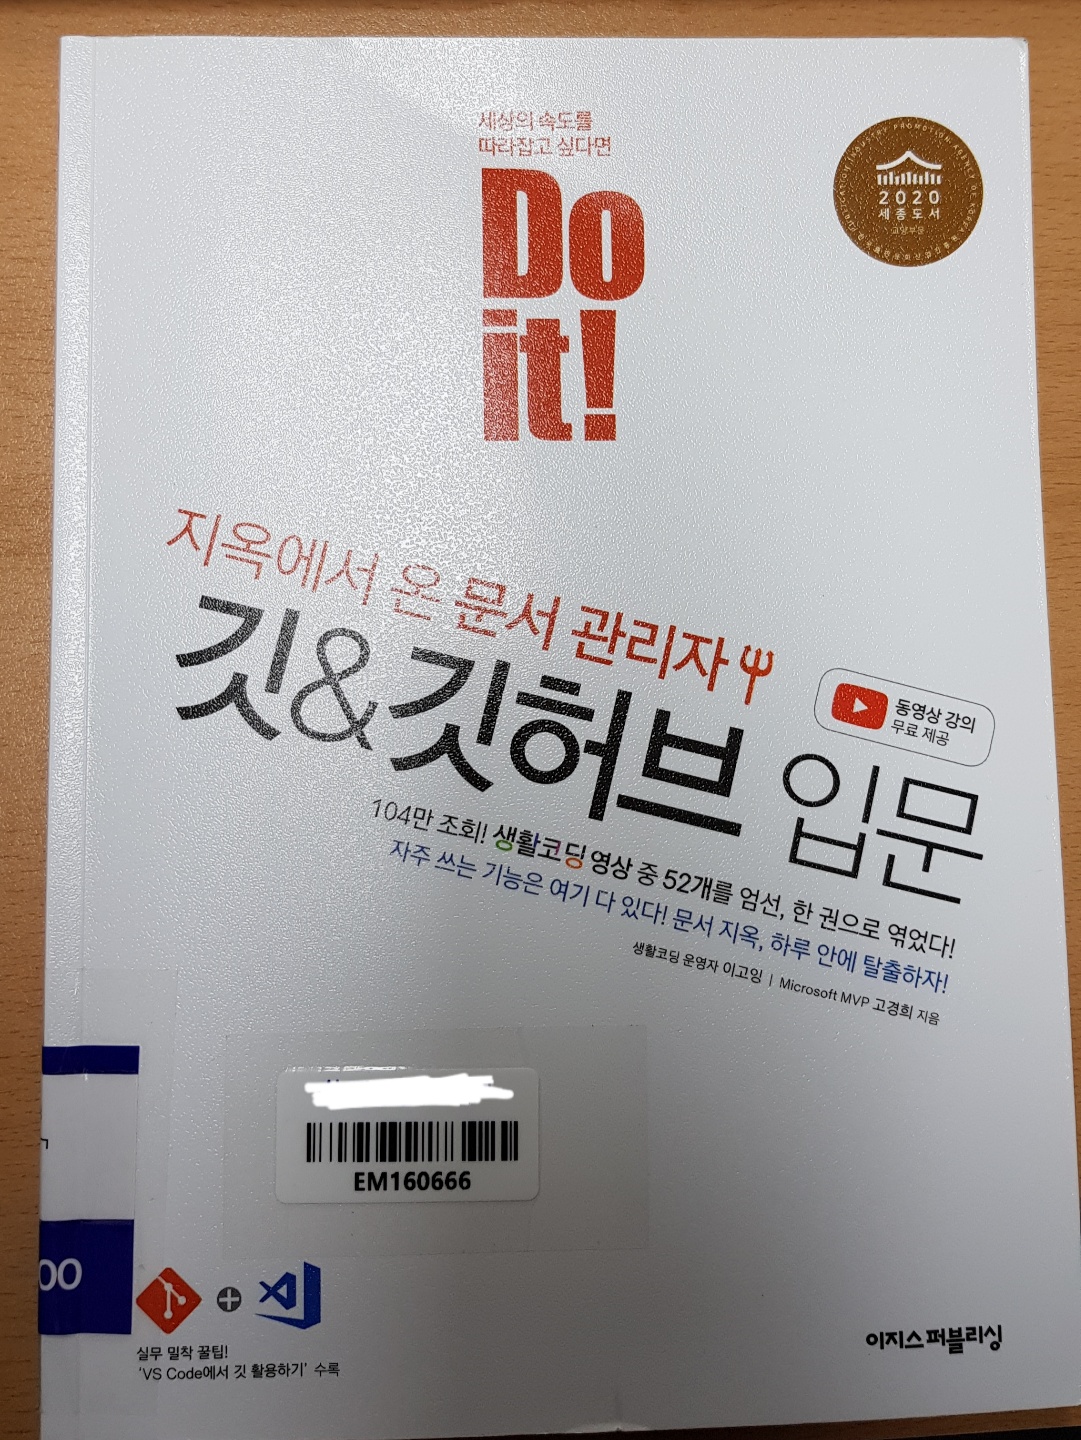 세상의 속도를
따라잡고 싶다면
Do
it!
2020
세종도서
교양부문
지옥에서 온 문서 관리자
깃&깃허브 입문
동영상 강의
무료 제공
104만 조회! 생활코딩 영상 중 52개를 엄선, 한 권으로 엮었다!
자주 쓰는 기능은 여기 다 있다! 문서 지옥, 하루 안에 탈출하자!
생활코딩 운영자 이고잉 | Microsoft MVP 고경희 지음
EM160666
00
실무 밀착 꿀팁!
'VS Code에서 깃 활용하기' 수록
이지스퍼블리싱